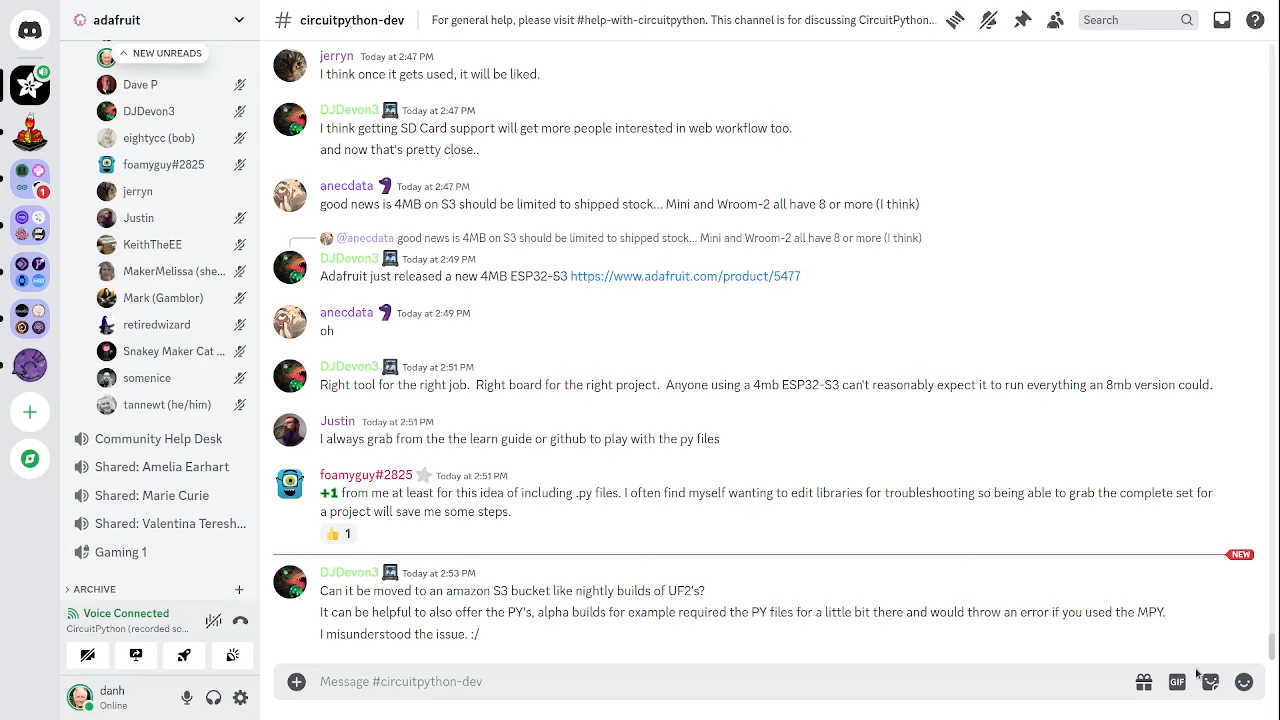 adafruit
# circuitpython-dev
For general help, please visit #help-with-circuitpython. This channel is for discussing CircuitPython...
Search
NEW UNREADS
Dave P
DJDevon3
eightycc (bob)
foamyguy#2825
jerryn
Justin
KeithTheEE
MakerMelissa (she...
Mark (Gamblor)
retiredwizard
Snakey Maker Cat ...
somenice
tannewt (he/him)
Community Help Desk
Shared: Amelia Earhart
Shared: Marie Curie
Shared: Valentina Teresh...
Gaming 1
ARCHIVE
Voice Connected
CircuitPython (recorded so...
danh
Online
1
jerryn Today at 2:47 PM
I think once it gets used, it will be liked.
DJDevon3 Today at 2:47 PM
I think getting SD Card support will get more people interested in web workflow too.
and now that's pretty close..
anecdata Today at 2:47 PM
good news is 4MB on S3 should be limited to shipped stock... Mini and Wroom-2 all have 8 or more (I think)
@anecdata good news is 4MB on S3 should be limited to shipped stock... Mini and Wroom-2 all have 8 or more (I think)
DJDevon3 Today at 2:49 PM
Adafruit just released a new 4MB ESP32-S3 https://www.adafruit.com/product/5477
anecdata Today at 2:49 PM
oh
DJDevon3 Today at 2:51 PM
Right tool for the right job. Right board for the right project. Anyone using a 4mb ESP32-S3 can't reasonably expect it to run everything an 8mb version could.
Justin Today at 2:51 PM
I always grab from the the learn guide or github to play with the py files
foamyguy#2825 Today at 2:51 PM
+1 from me at least for this idea of including .py files. I often find myself wanting to edit libraries for troubleshooting so being able to grab the complete set for
a project will save me some steps.
👍 1
NEW
DJDevon3 Today at 2:53 PM
Can it be moved to an amazon S3 bucket like nightly builds of UF2's?
It can be helpful to also offer the PY's, alpha builds for example required the PY files for a little bit there and would throw an error if you used the MPY.
I misunderstood the issue. :/
Message #circuitpython-dev
GIF